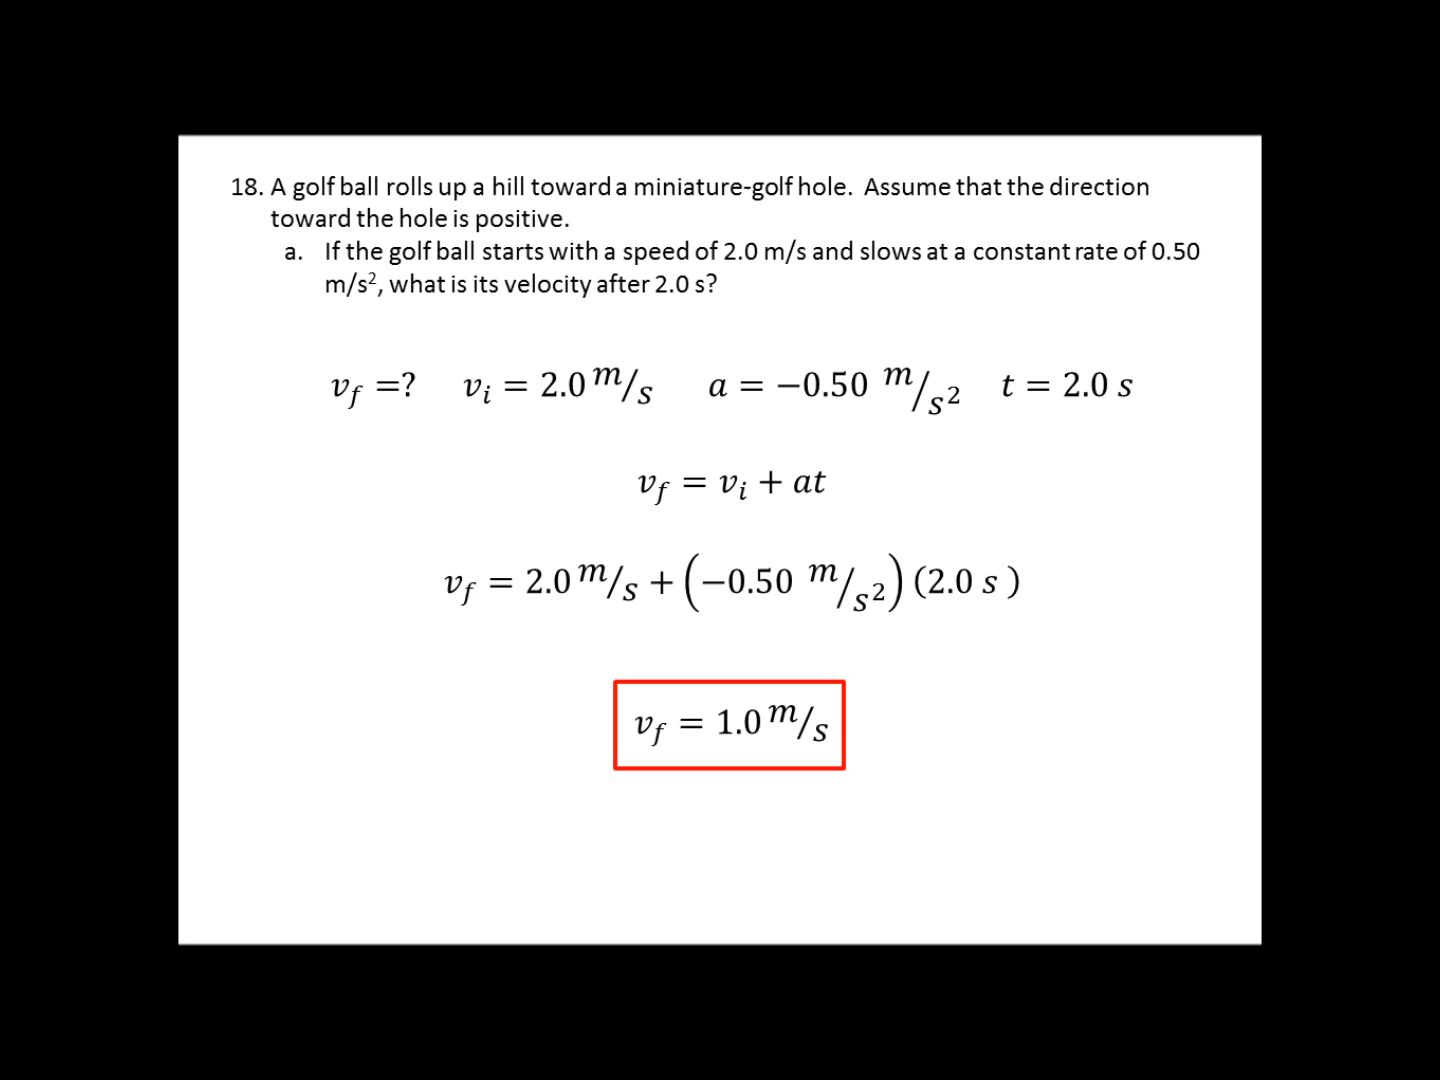 18. A golf ball rolls up a hill toward a miniature-golf hole. Assume that the direction
toward the hole is positive.
a. If the golf ball starts with a speed of 2.0 m/s and slows at a constant rate of 0.50
m/s², what is its velocity after 2.0 s?
v_f =? v_i = 2.0 m/s a = −0.50 m/s² t = 2.0 s
v_f = v_i + at
v_f = 2.0 m/s + (−0.50 m/s²) (2.0 s )
v_f = 1.0 m/s